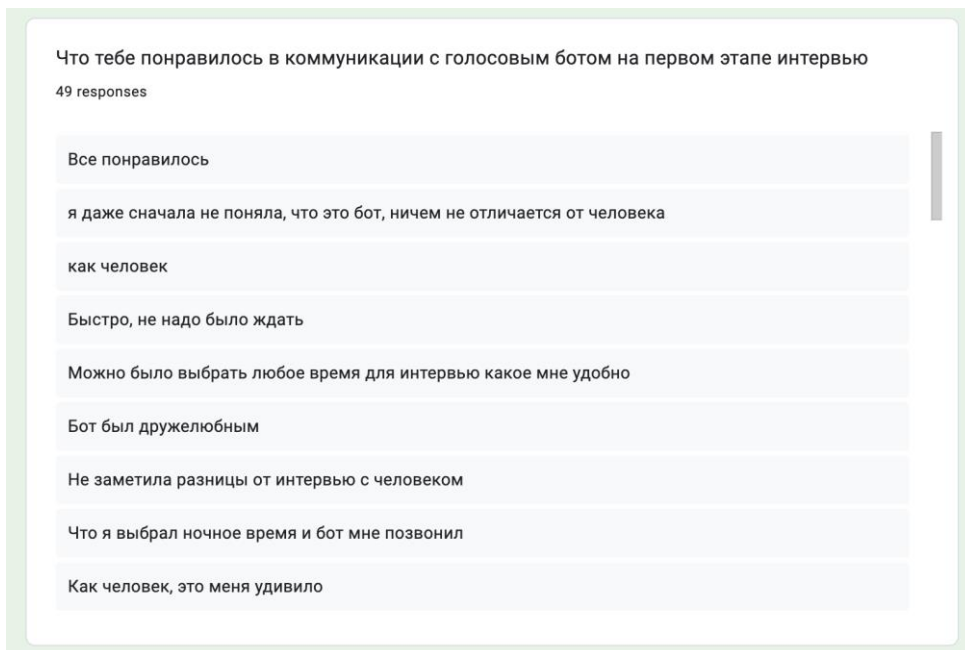 Что тебе понравилось в коммуникации с голосовым ботом на первом этапе интервью
49 responses
Все понравилось
я даже сначала не поняла, что это бот, ничем не отличается от человека
как человек
Быстро, не надо было ждать
Можно было выбрать любое время для интервью какое мне удобно
Бот был дружелюбным
Не заметила разницы от интервью с человеком
Что я выбрал ночное время и бот мне позвонил
Как человек, это меня удивило